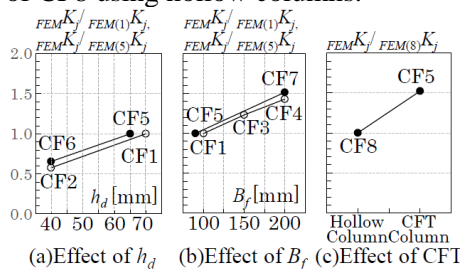 of CF8 using hollow columns.
FEMKj/FEM(1)Kj, FEMKj/FEM(1)Kj,
FEMKj/FEM(5)Kj FEMKj/FEM(5)Kj FEMKj/FEM(8)Kj
2.0
1.5
1.0
0.5
0.0
CF6 CF5
CF2 CF1
hd [mm]
40 50 60 70
CF7
CF5
CF1 CF3 CF4
Bf [mm]
100 150 200
CF5
CF8
Hollow CFT
Column Column
(a)Effect of hd (b)Effect of Bf (c)Effect of CFT